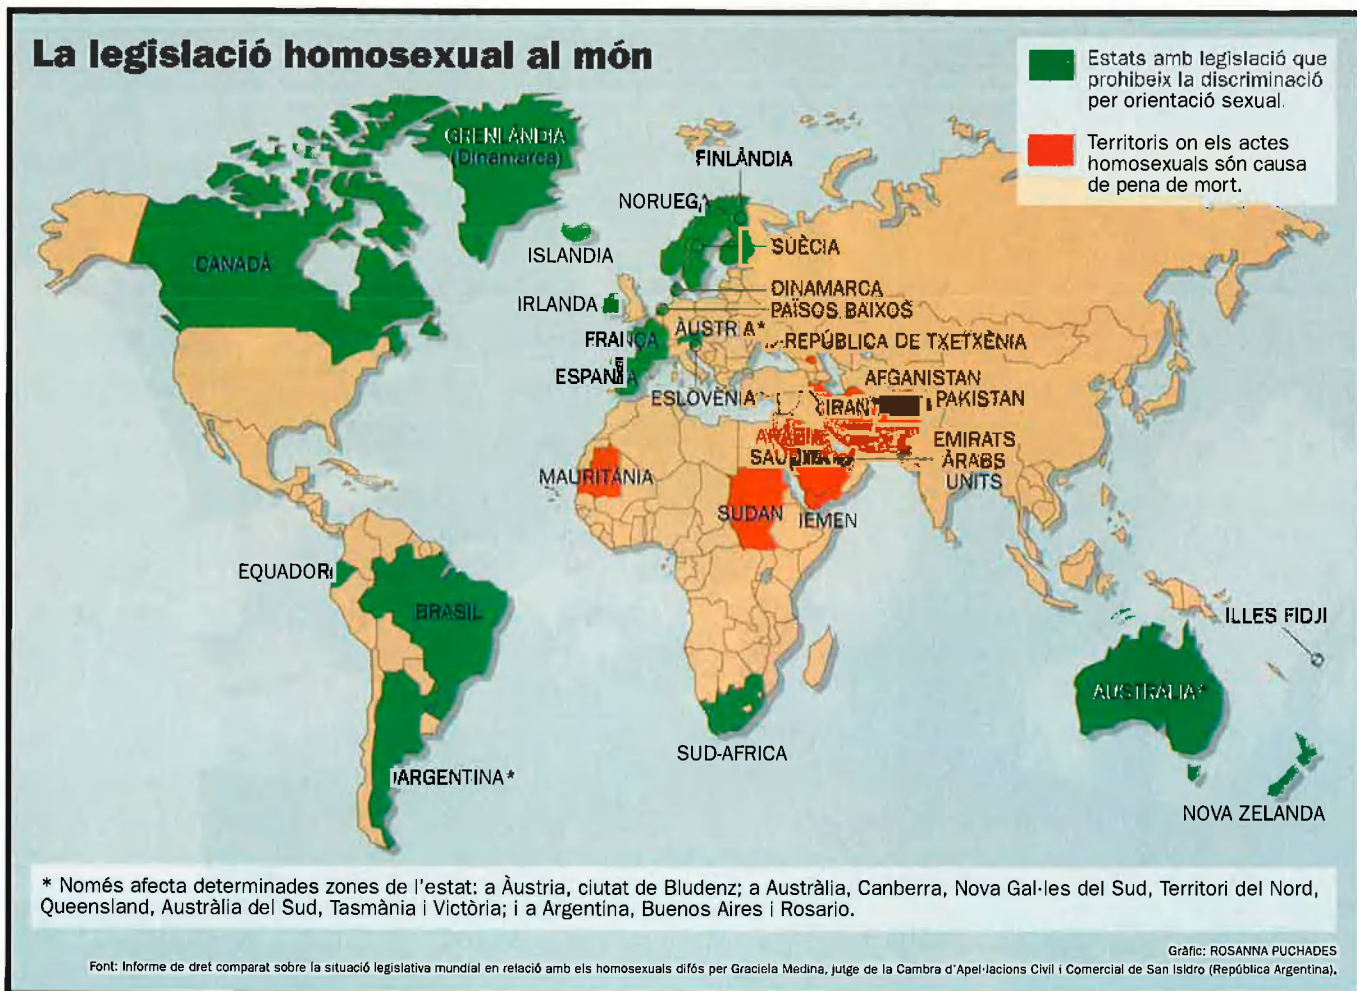 La legislació homosexual al món
Estats amb legislació que
prohibeix la discriminació
per orientació sexual.
Territoris on els actes
homosexuals són causa
de pena de mort.
GRENLÀNDIA
(Dinamarca)
FINLÀNDIA
NORUEGA
ISLANDIA
SUÈCIA
CANADÀ
DINAMARCA
IRLANDA
PAÏSOS BAIXOS
ÀUSTRIA*
FRANÇA
REPÚBLICA DE TXETXÈNIA
ESPANYA
AFGANISTAN
ESLOVÈNIA
IRAN
PAKISTAN
ARÀBIA
SAUDITA
EMIRATS
ÀRABS
UNITS
MAURITÀNIA
SUDAN
IEMEN
EQUADOR
BRASIL
ILLES FIDJI
AUSTRÀLIA*
SUD-AFRICA
ARGENTINA*
NOVA ZELANDA
* Només afecta determinades zones de l'estat: a Àustria, ciutat de Bludenz; a Austràlia, Canberra, Nova Gal·les del Sud, Territori del Nord,
Queensland, Austràlia del Sud, Tasmània i Victòria; i a Argentina, Buenos Aires i Rosario.
Gràfic: ROSANNA PUCHADES
Font: Informe de dret comparat sobre la situació legislativa mundial en relació amb els homosexuals difós per Graciela Medina, jutge de la Cambra d'Apel·lacions Civil i Comercial de San Isidro (República Argentina).